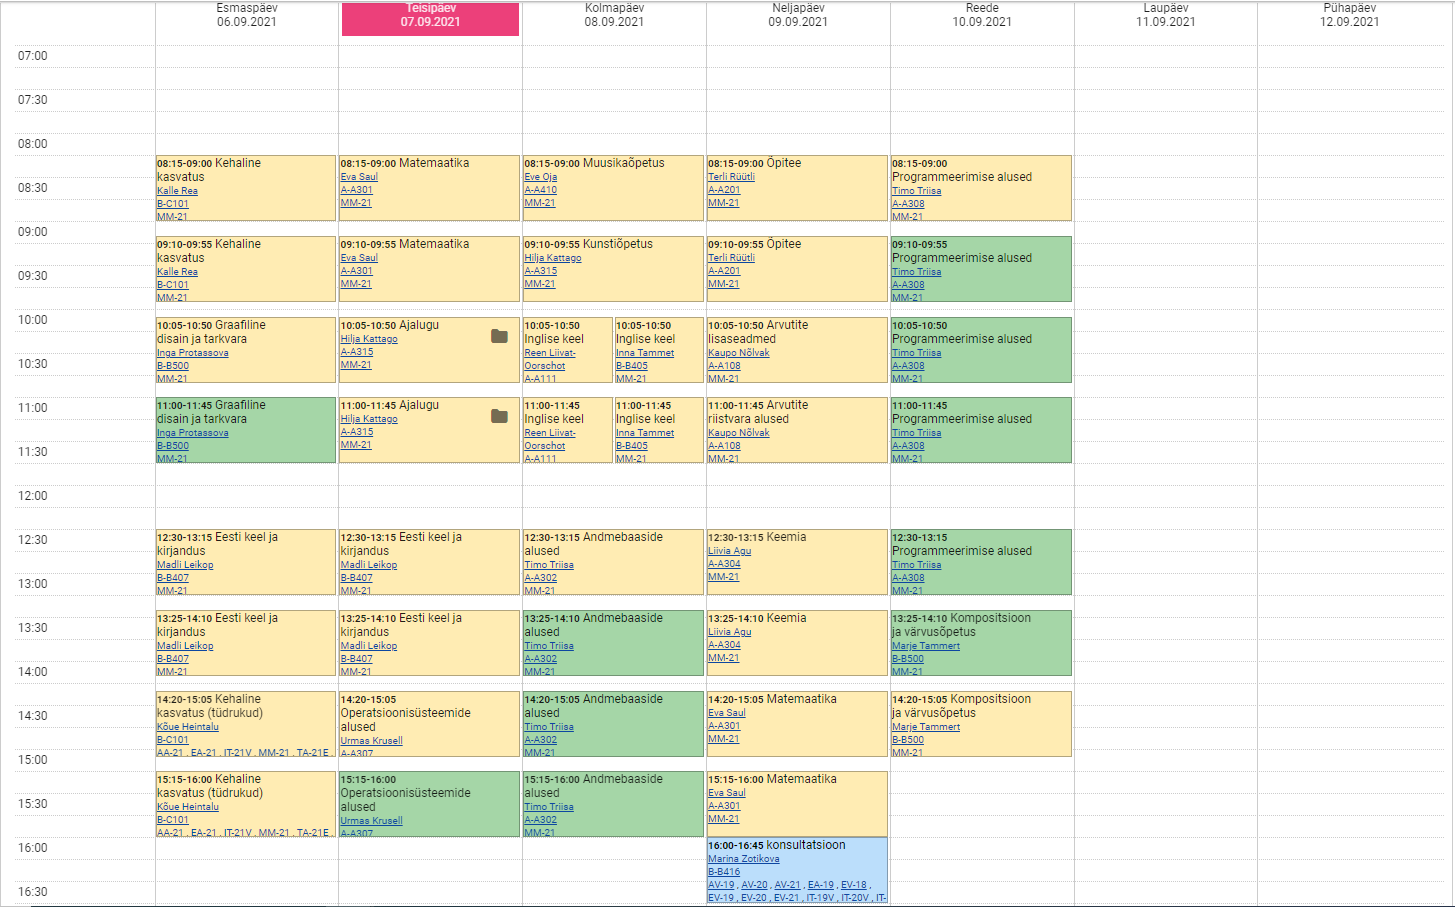 Esmaspäev
06.09.2021
Teisipäev
07.09.2021
Kolmapäev
08.09.2021
Neljapäev
09.09.2021
Reede
10.09.2021
Laupäev
11.09.2021
Pühapäev
12.09.2021
07:00
07:30
08:00
08:30
09:00
09:30
10:00
10:30
11:00
11:30
12:00
12:30
13:00
13:30
14:00
14:30
15:00
15:30
16:00
16:30
08:15-09:00 Kehaline
kasvatus
Kalle Rea
B-C101
MM-21
09:10-09:55 Kehaline
kasvatus
Kalle Rea
B-C101
MM-21
10:05-10:50 Graafiline
disain ja tarkvara
Inga Protassova
B-B500
MM-21
11:00-11:45 Graafiline
disain ja tarkvara
Inga Protassova
B-B500
MM-21
12:30-13:15 Eesti keel ja
kirjandus
Madli Leikop
B-B407
MM-21
13:25-14:10 Eesti keel ja
kirjandus
Madli Leikop
B-B407
MM-21
14:20-15:05 Kehaline
kasvatus (tüdrukud)
Kõue Heintalu
B-C101
AA-21 , EA-21 , IT-21V , MM-21 , TA-21E ,
15:15-16:00 Kehaline
kasvatus (tüdrukud)
Kõue Heintalu
B-C101
AA-21 , EA-21 , IT-21V , MM-21 , TA-21E ,
08:15-09:00 Matemaatika
Eva Saul
A-A301
MM-21
09:10-09:55 Matemaatika
Eva Saul
A-A301
MM-21
10:05-10:50 Ajalugu
Hilja Kattago
A-A315
MM-21
11:00-11:45 Ajalugu
Hilja Kattago
A-A315
MM-21
12:30-13:15 Eesti keel ja
kirjandus
Madli Leikop
B-B407
MM-21
13:25-14:10 Eesti keel ja
kirjandus
Madli Leikop
B-B407
MM-21
14:20-15:05
Operatsioonisüsteemide
alused
Urmas Krusell
A-A307
15:15-16:00
Operatsioonisüsteemide
alused
Urmas Krusell
A-A307
08:15-09:00 Muusikaõpetus
Eve Oja
A-A410
MM-21
09:10-09:55 Kunstiõpetus
Hilja Kattago
A-A315
MM-21
10:05-10:50
Inglise keel
Reen Liivat-
Oorschot
A-A111
10:05-10:50
Inglise keel
Inna Tammet
B-B405
MM-21
11:00-11:45
Inglise keel
Reen Liivat-
Oorschot
A-A111
11:00-11:45
Inglise keel
Inna Tammet
B-B405
MM-21
12:30-13:15 Andmebaaside
alused
Timo Triisa
A-A302
MM-21
13:25-14:10 Andmebaaside
alused
Timo Triisa
A-A302
MM-21
14:20-15:05 Andmebaaside
alused
Timo Triisa
A-A302
MM-21
15:15-16:00 Andmebaaside
alused
Timo Triisa
A-A302
MM-21
08:15-09:00 Õpitee
Terli Rüütli
A-A201
MM-21
09:10-09:55 Õpitee
Terli Rüütli
A-A201
MM-21
10:05-10:50 Arvutite
lisaseadmed
Kaupo Nõlvak
A-A108
MM-21
11:00-11:45 Arvutite
riistvara alused
Kaupo Nõlvak
A-A108
MM-21
12:30-13:15 Keemia
Liivia Agu
A-A304
MM-21
13:25-14:10 Keemia
Liivia Agu
A-A304
MM-21
14:20-15:05 Matemaatika
Eva Saul
A-A301
MM-21
15:15-16:00 Matemaatika
Eva Saul
A-A301
MM-21
16:00-16:45 konsultatsioon
Marina Zotikova
B-B416
AV-19 , AV-20 , AV-21 , EA-19 , EV-18 ,
EV-19 , EV-20 , EV-21 , IT-19V , IT-20V , IT-
08:15-09:00
Programmeerimise alused
Timo Triisa
A-A308
MM-21
09:10-09:55
Programmeerimise alused
Timo Triisa
A-A308
MM-21
10:05-10:50
Programmeerimise alused
Timo Triisa
A-A308
MM-21
11:00-11:45
Programmeerimise alused
Timo Triisa
A-A308
MM-21
12:30-13:15
Programmeerimise alused
Timo Triisa
A-A308
MM-21
13:25-14:10 Kompositsioon
ja värvusõpetus
Marje Tammert
B-B500
MM-21
14:20-15:05 Kompositsioon
ja värvusõpetus
Marje Tammert
B-B500
MM-21